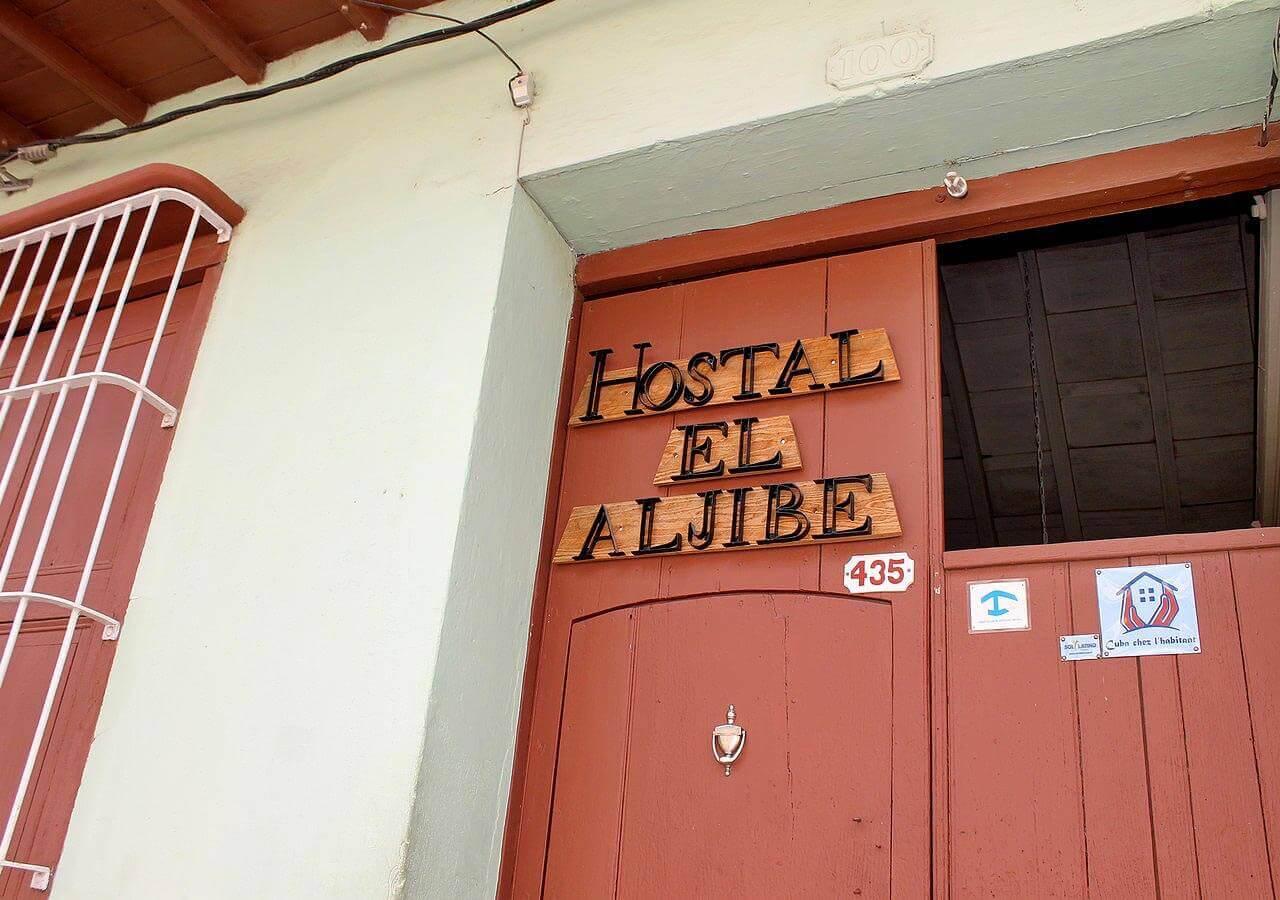 100
HOSTAL
EL
ALJIBE
435
SOL LATINO
Cuba chez l'habitant